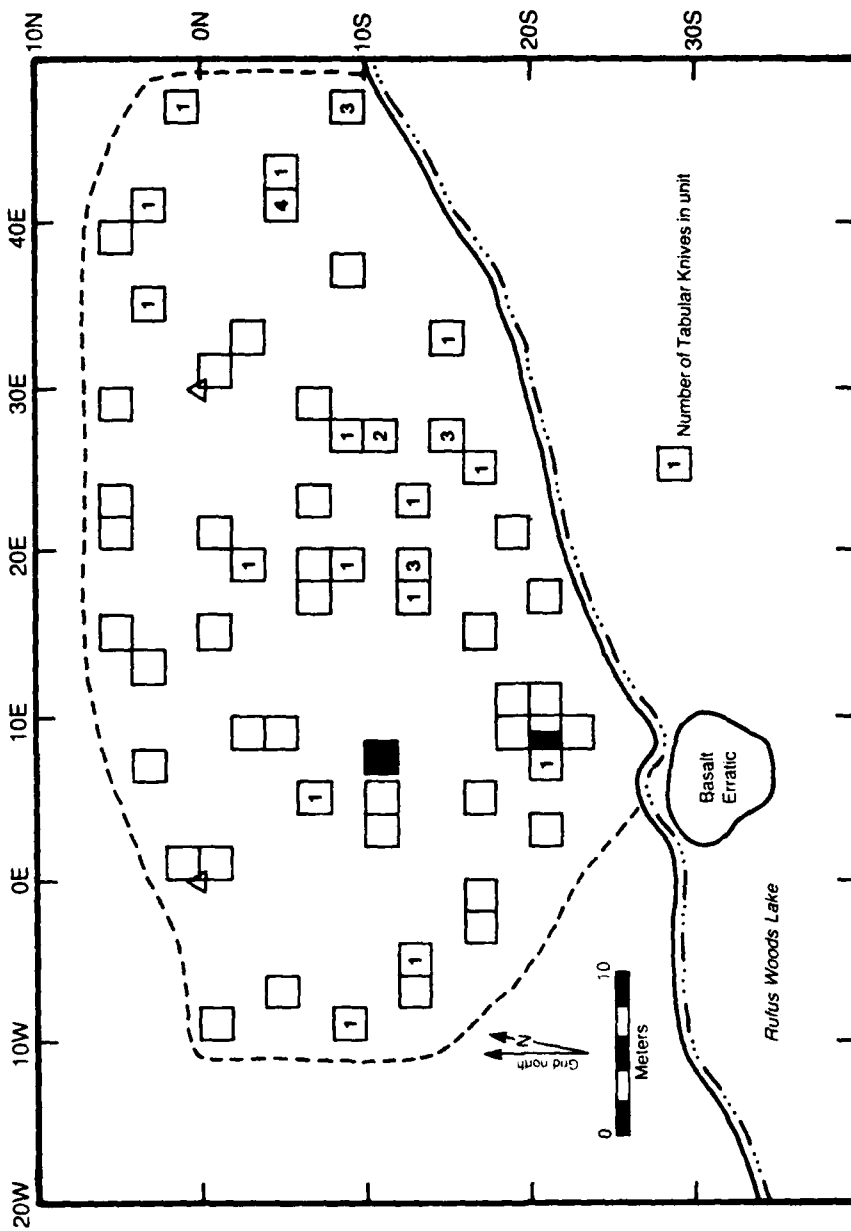 20W 10W 0E 10E 20E 30E 40E
10N
1 1
1
0N
1
4 1
1
1 1 1 3
10S
2
1 1 3 1
3 1
1
20S
1
Grid north
N
0 10
Meters
30S
1 Number of Tabular Knives in unit
Basalt
Erratic
Rufus Woods Lake